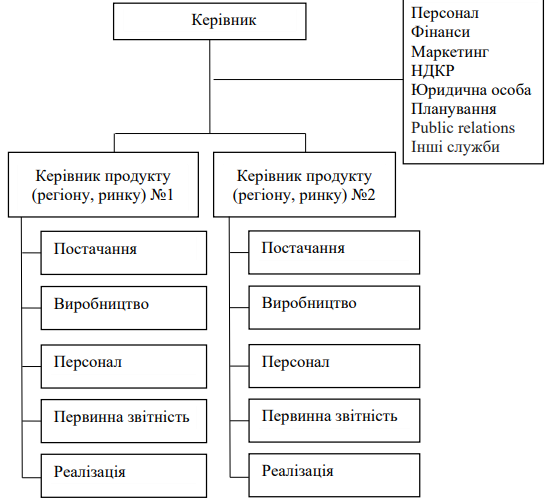 Керівник
Персонал
Фінанси
Маркетинг
НДКР
Юридична особа
Планування
Public relations
Інші служби
Керівник продукту
(регіону, ринку) №1
Керівник продукту
(регіону, ринку) №2
Постачання
Виробництво
Персонал
Первинна звітність
Реалізація
Постачання
Виробництво
Персонал
Первинна звітність
Реалізація